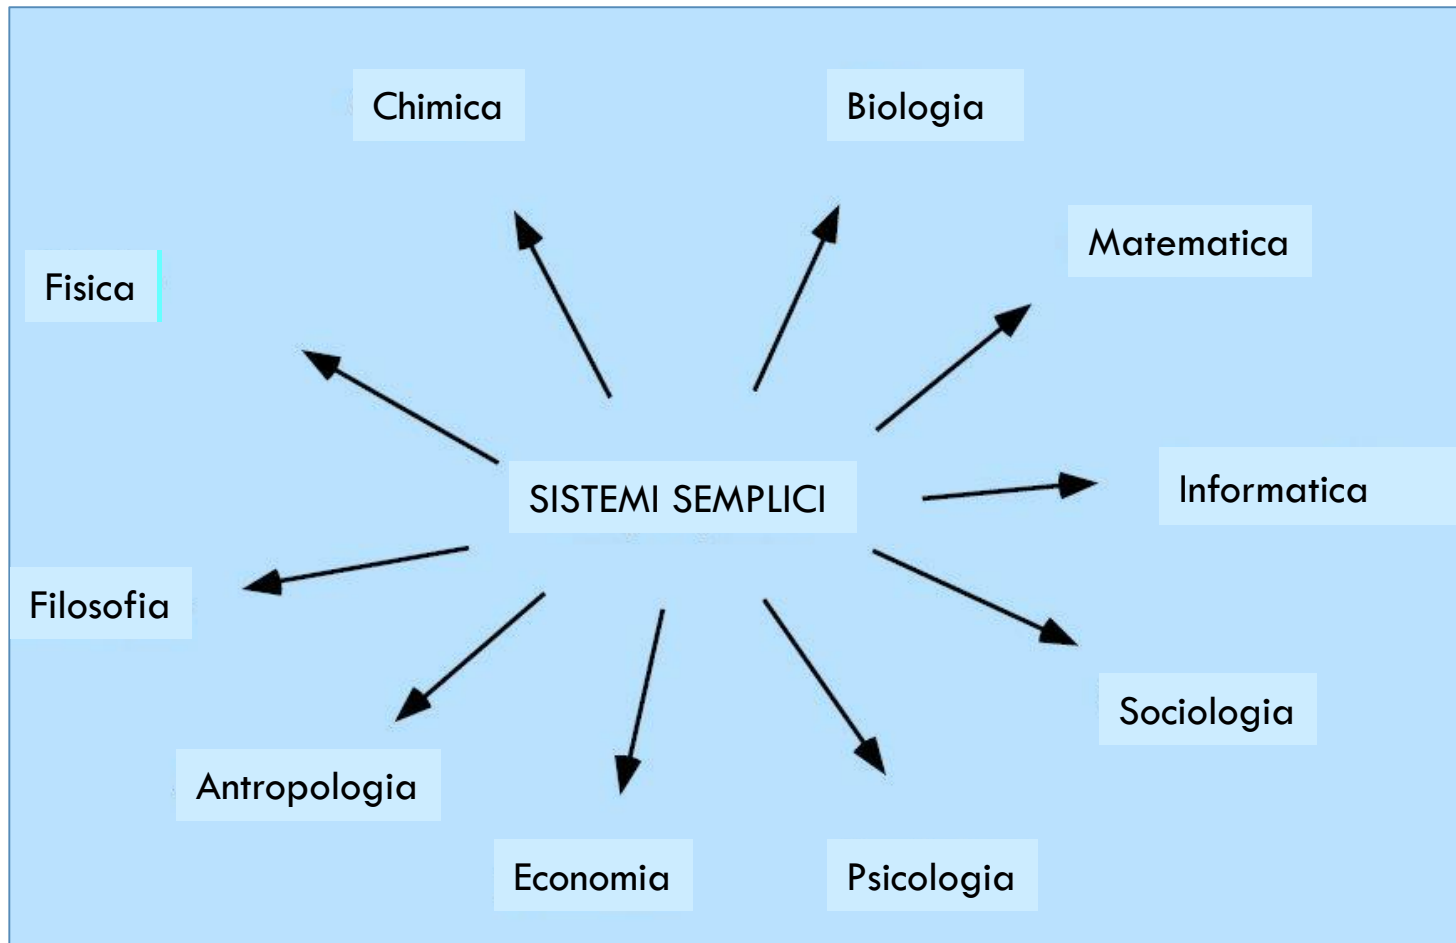 Chimica
Biologia
Matematica
Fisica
SISTEMI SEMPLICI
Informatica
Filosofia
Sociologia
Antropologia
Economia
Psicologia